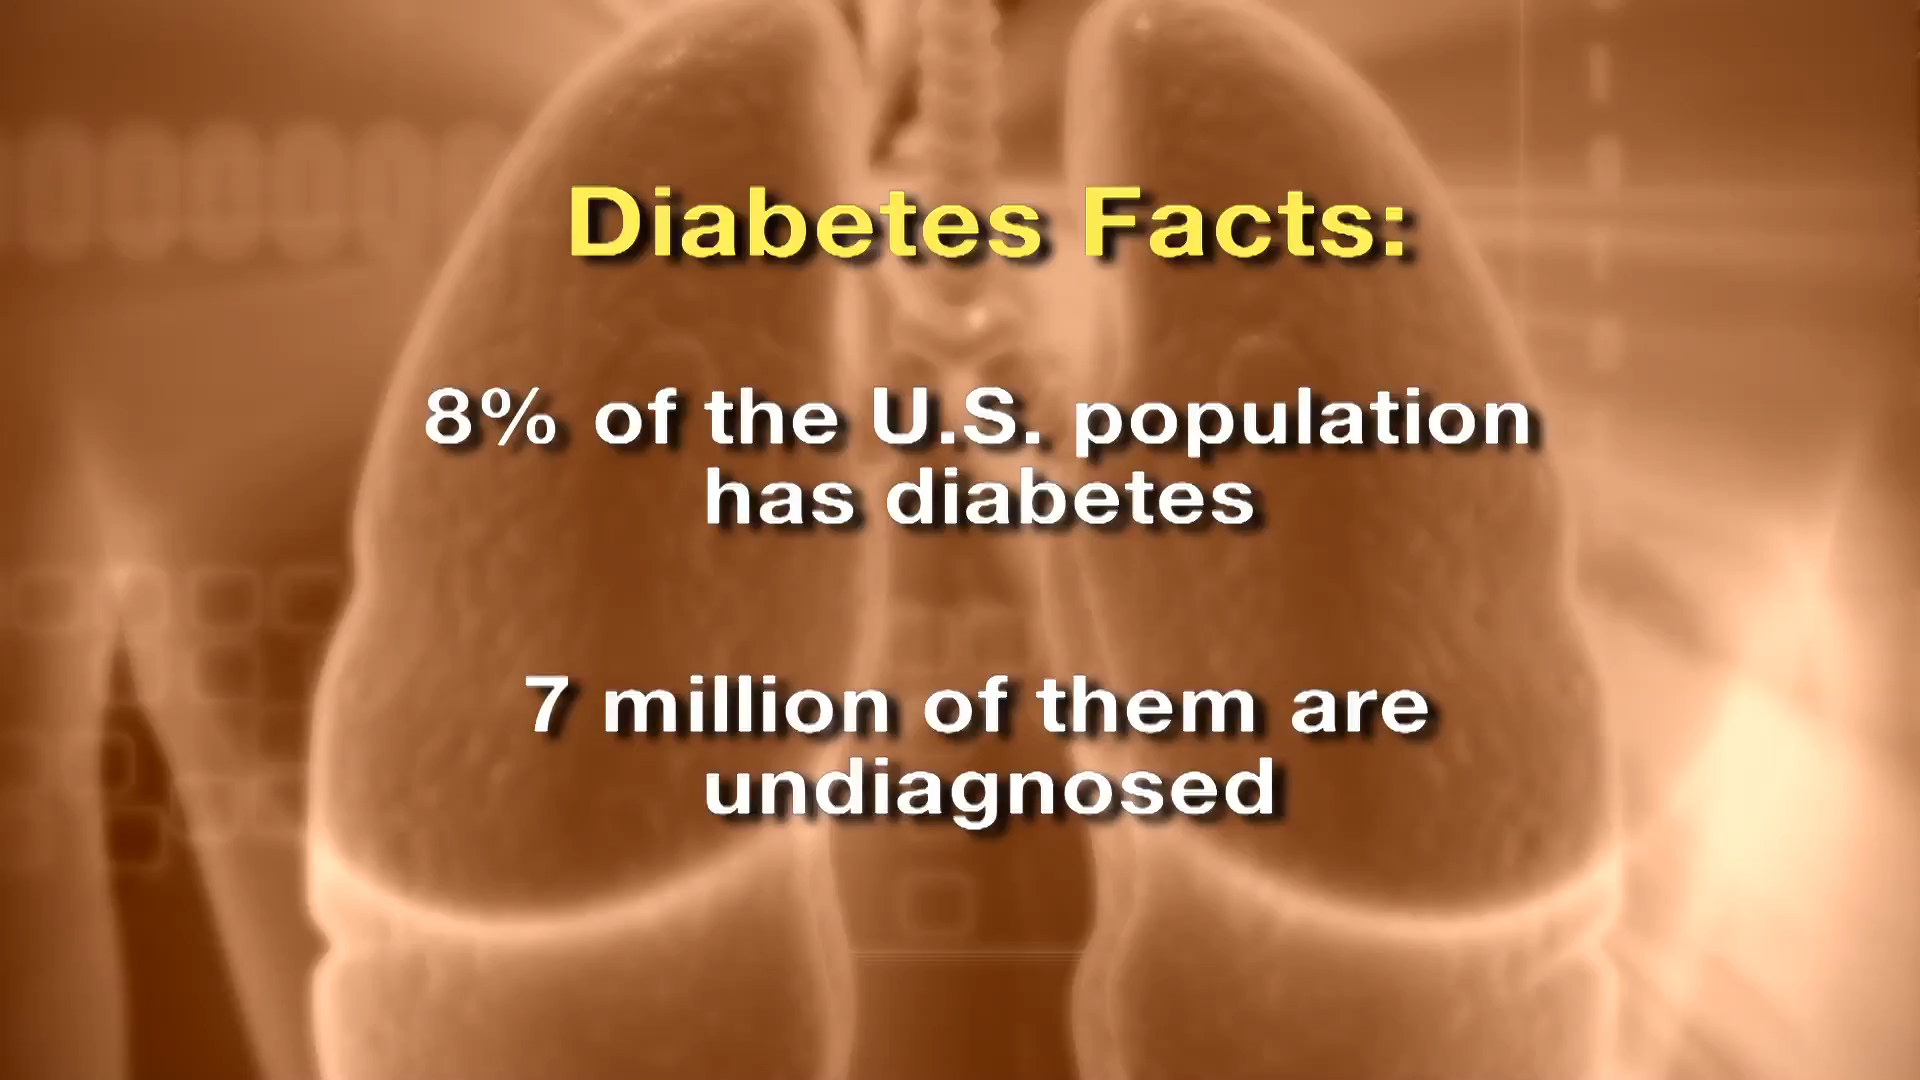 Diabetes Facts:
8% of the U.S. population
has diabetes
7 million of them are
undiagnosed